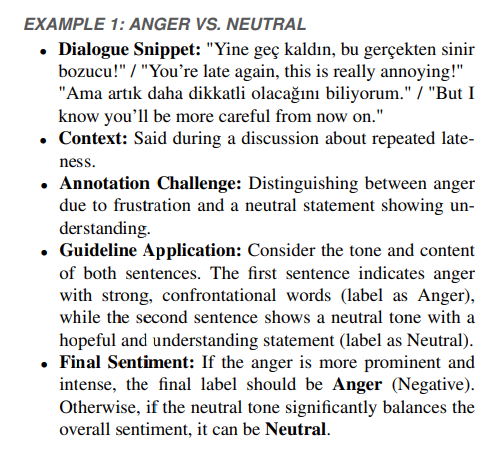 EXAMPLE 1: ANGER VS. NEUTRAL
• Dialogue Snippet: "Yine geç kaldın, bu gerçekten sinir
bozucu!" / "You're late again, this is really annoying!"
"Ama artık daha dikkatli olacağını biliyorum." / "But I
know you'll be more careful from now on."
• Context: Said during a discussion about repeated late-
ness.
• Annotation Challenge: Distinguishing between anger
due to frustration and a neutral statement showing un-
derstanding.
• Guideline Application: Consider the tone and content
of both sentences. The first sentence indicates anger
with strong, confrontational words (label as Anger),
while the second sentence shows a neutral tone with a
hopeful and understanding statement (label as Neutral).
• Final Sentiment: If the anger is more prominent and
intense, the final label should be Anger (Negative).
Otherwise, if the neutral tone significantly balances the
overall sentiment, it can be Neutral.